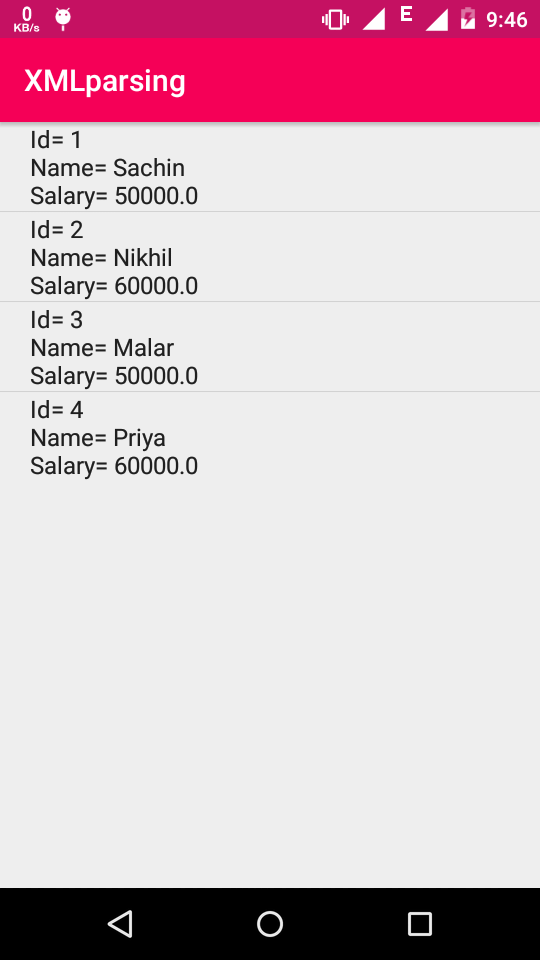 0
KB/s
E
9:46
XMLparsing
Id= 1
Name= Sachin
Salary= 50000.0
Id= 2
Name= Nikhil
Salary= 60000.0
Id= 3
Name= Malar
Salary= 50000.0
Id= 4
Name= Priya
Salary= 60000.0